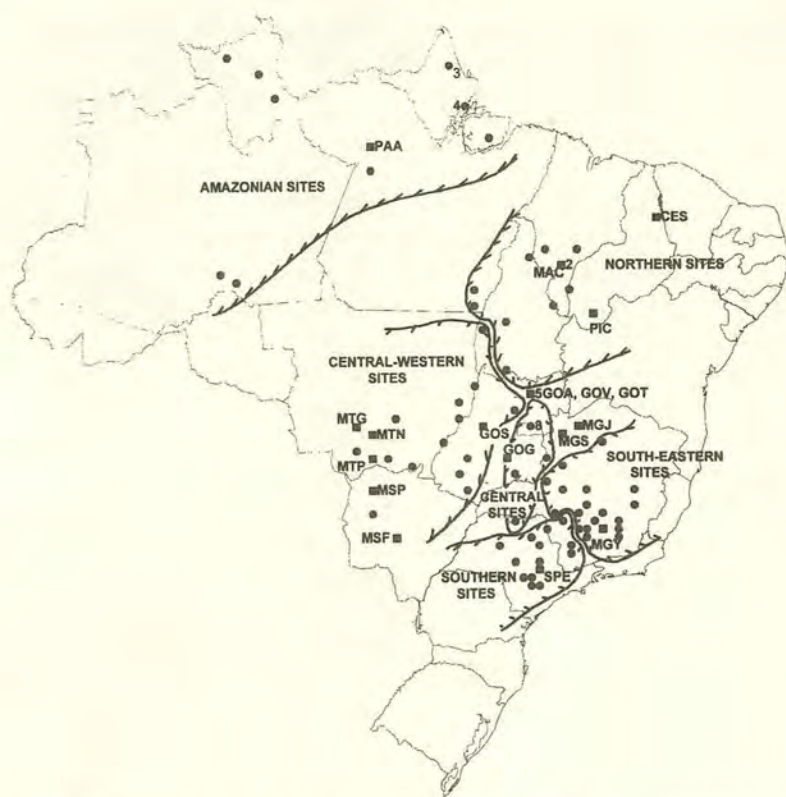 3
4
PAA
AMAZONIAN SITES
CES
MAC 2
NORTHERN SITES
PIC
CENTRAL-WESTERN
SITES
5GOA, GOV, GOT
MTG
MTN
GOS
8
MGJ
MGS
GOG
SOUTH-EASTERN
SITES
MTP
MSP
CENTRAL
SITES
MSF
MGY
SOUTHERN
SITES
SPE